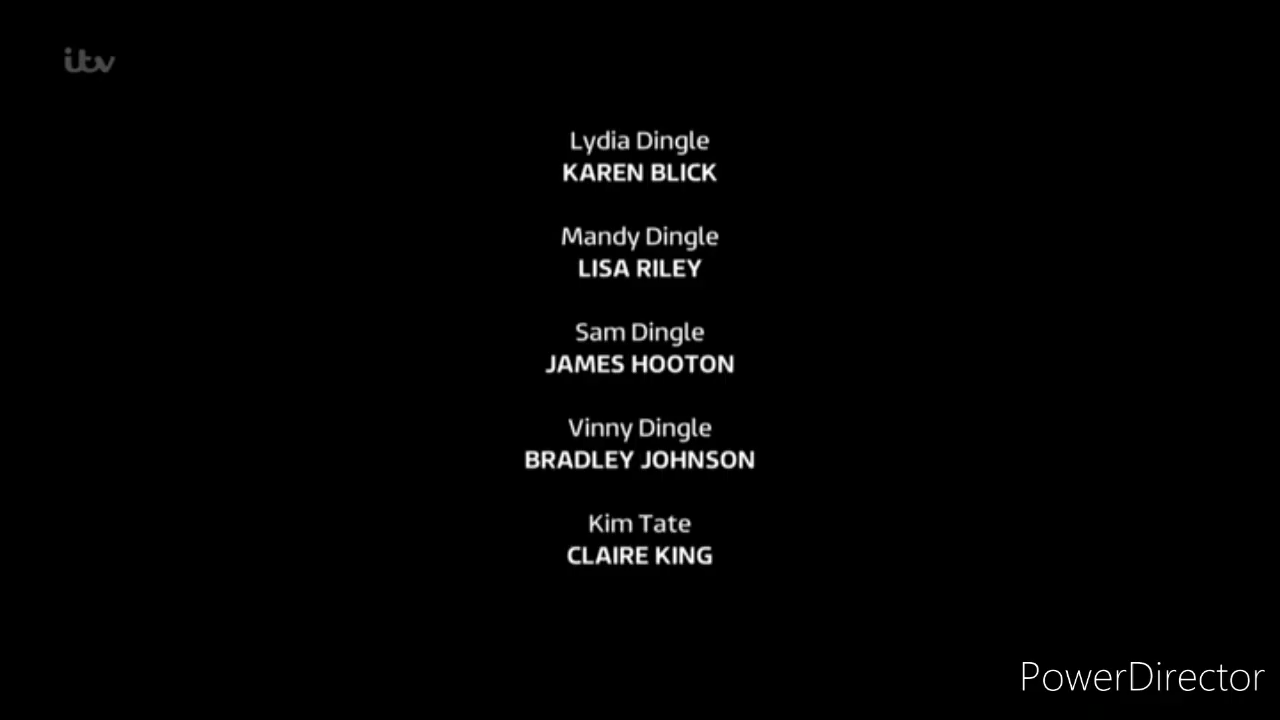 itv
Lydia Dingle
KAREN BLICK
Mandy Dingle
LISA RILEY
Sam Dingle
JAMES HOOTON
Vinny Dingle
BRADLEY JOHNSON
Kim Tate
CLAIRE KING
PowerDirector